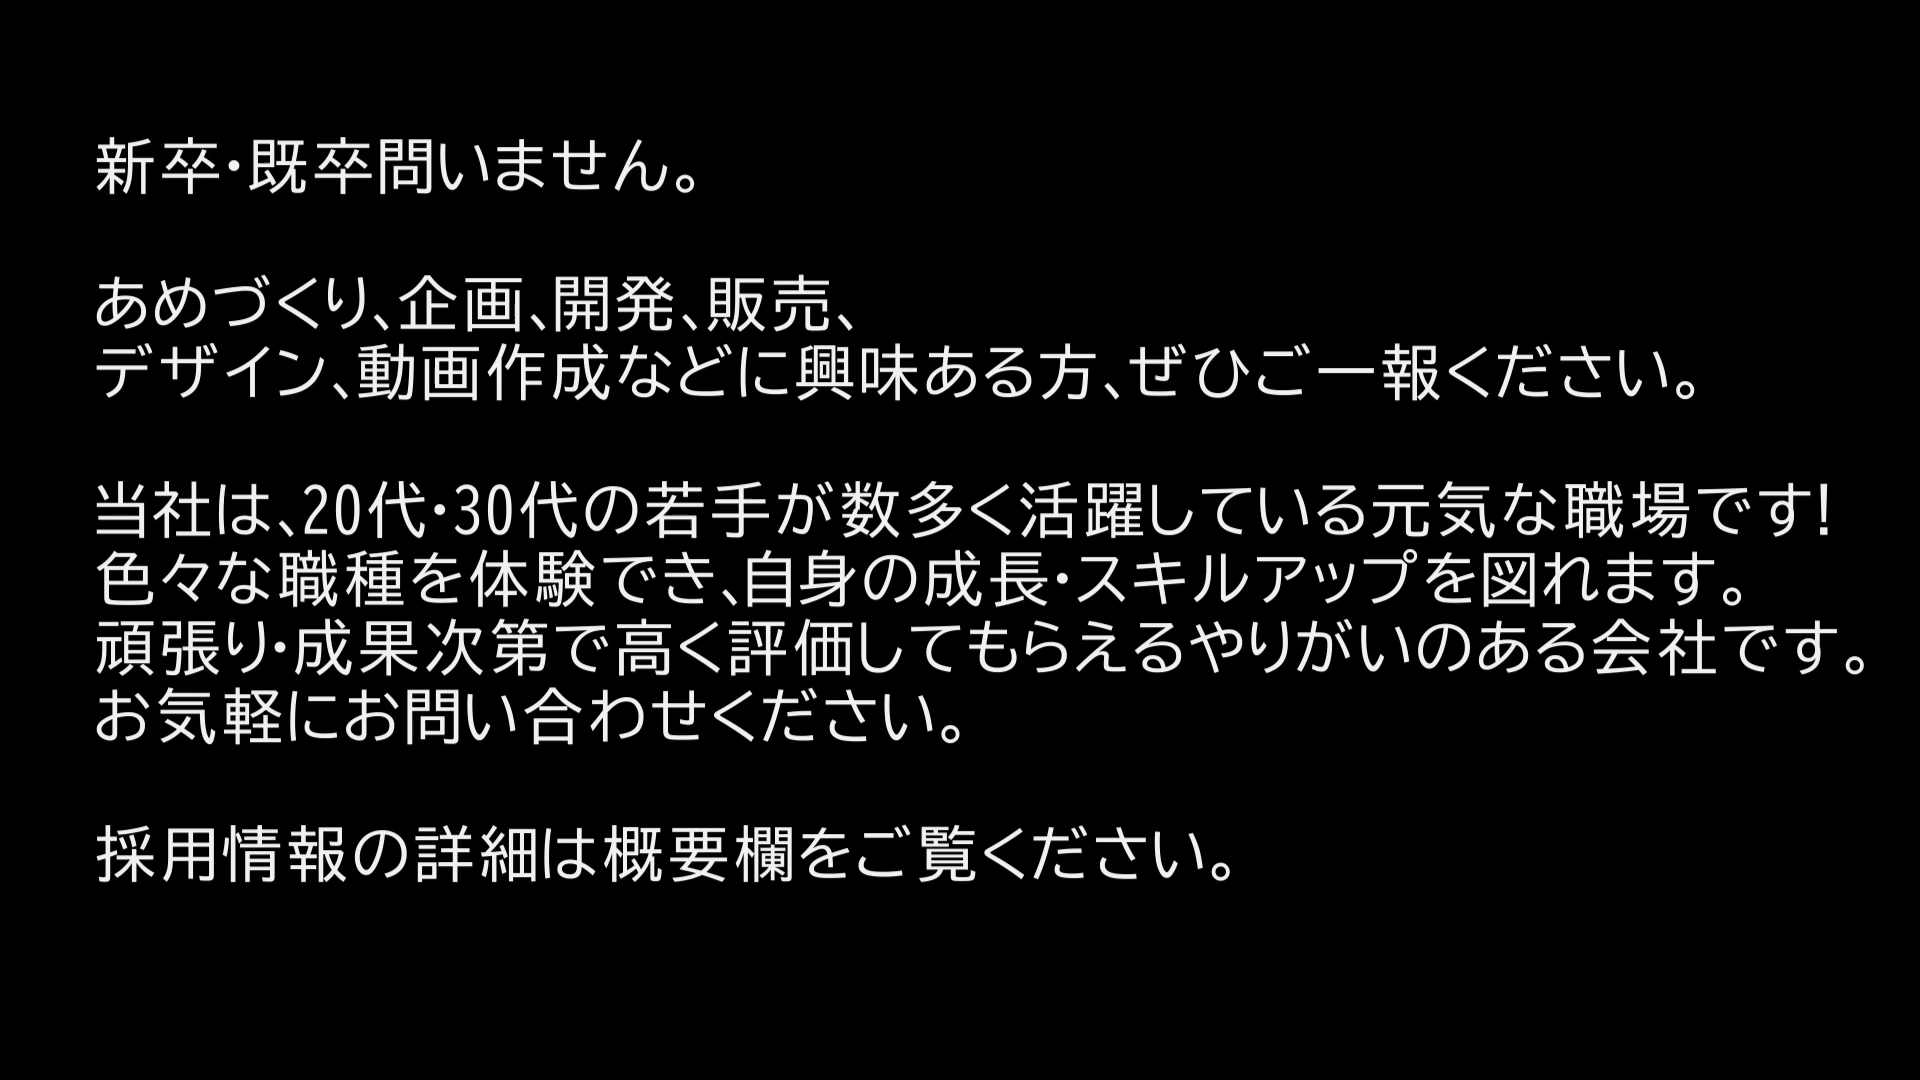 新卒・既卒問いません。
あめづくり、企画、開発、販売、
デザイン、動画作成などに興味ある方、ぜひご一報ください。
当社は、20代・30代の若手が数多く活躍している元気な職場です!
色々な職種を体験でき、自身の成長・スキルアップを図れます。
頑張り・成果次第で高く評価してもらえるやりがいのある会社です。
お気軽にお問い合わせください。
採用情報の詳細は概要欄をご覧ください。